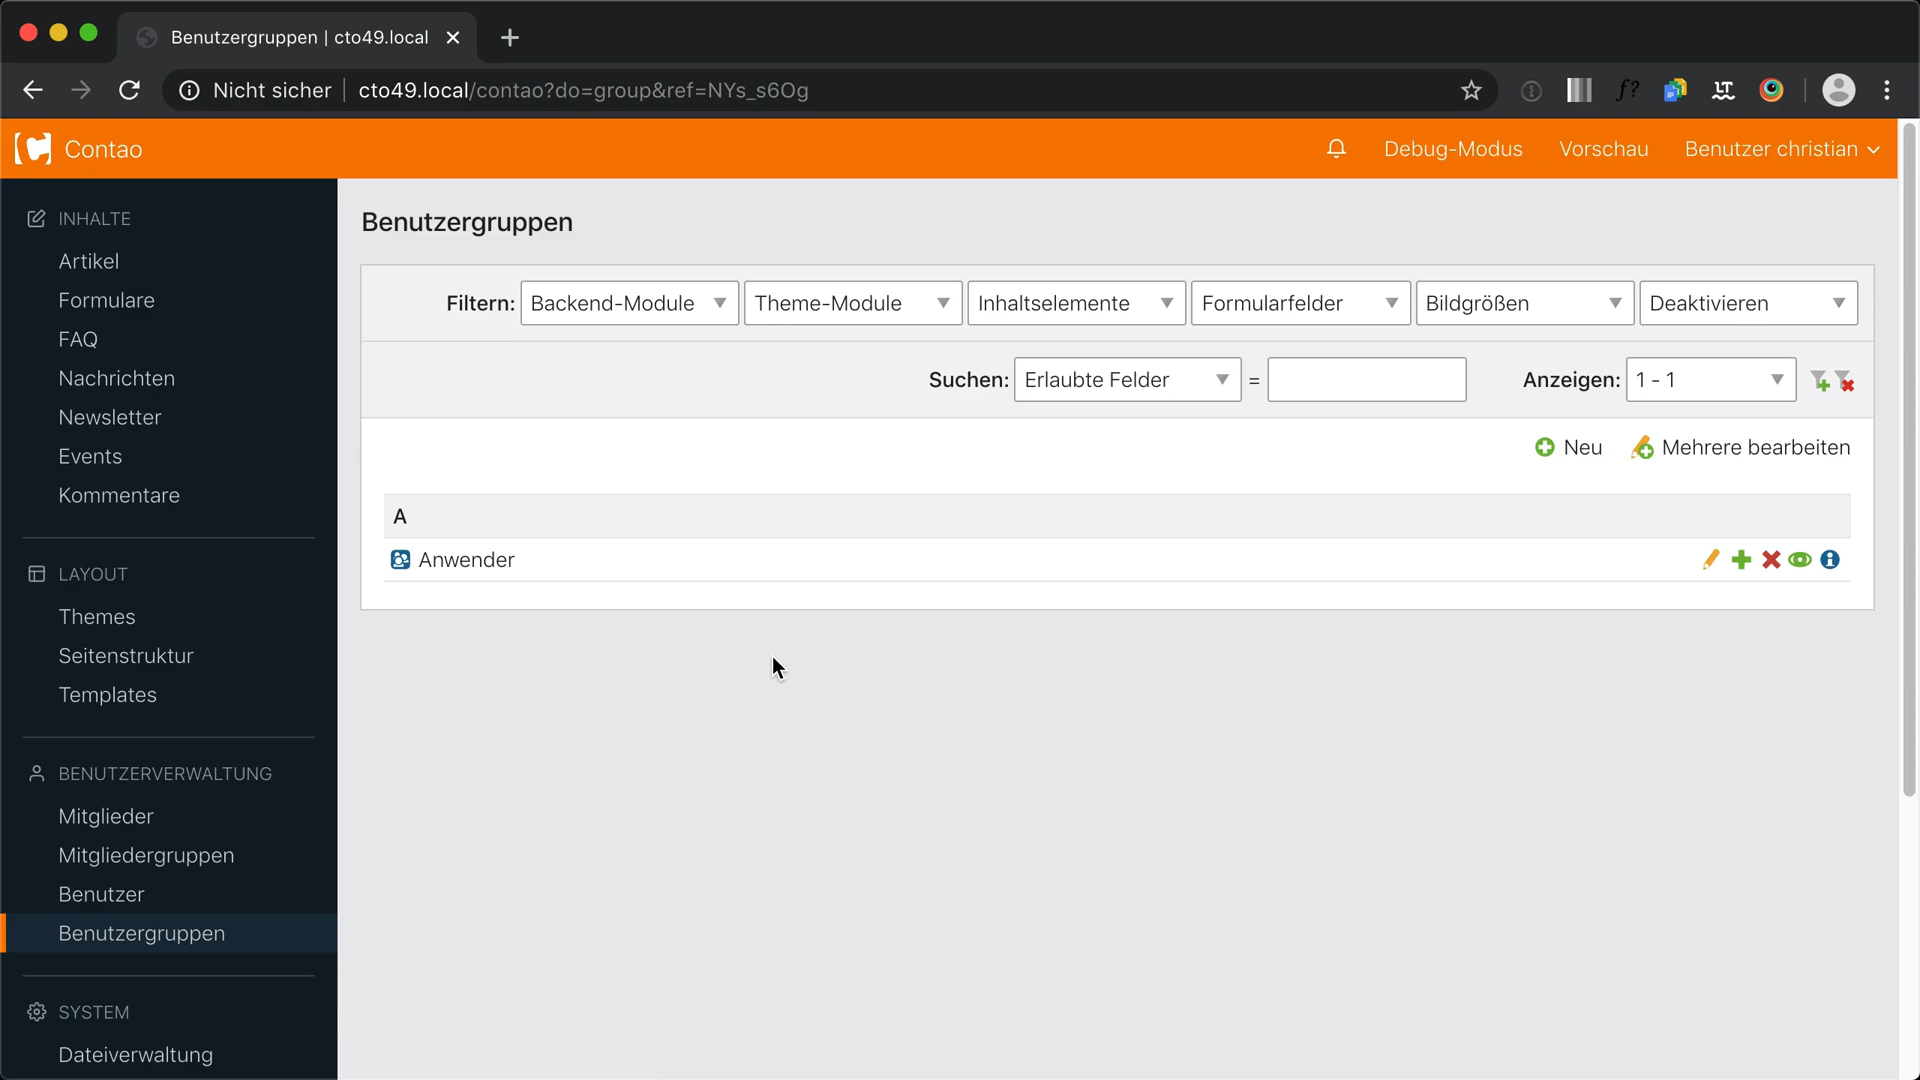 Benutzergruppen | cto49.local
Nicht sicher cto49.local/contao?do=group&ref=NYs_s6Og
f?
LT
Contao
Debug-Modus Vorschau Benutzer christian
INHALTE
Artikel
Formulare
FAQ
Nachrichten
Newsletter
Events
Kommentare
LAYOUT
Themes
Seitenstruktur
Templates
BENUTZERVERWALTUNG
Mitglieder
Mitgliedergruppen
Benutzer
Benutzergruppen
SYSTEM
Dateiverwaltung
Benutzergruppen
Filtern: Backend-Module Theme-Module Inhaltselemente Formularfelder Bildgrößen Deaktivieren
Suchen: Erlaubte Felder = Anzeigen: 1 - 1
Neu Mehrere bearbeiten
A
Anwender